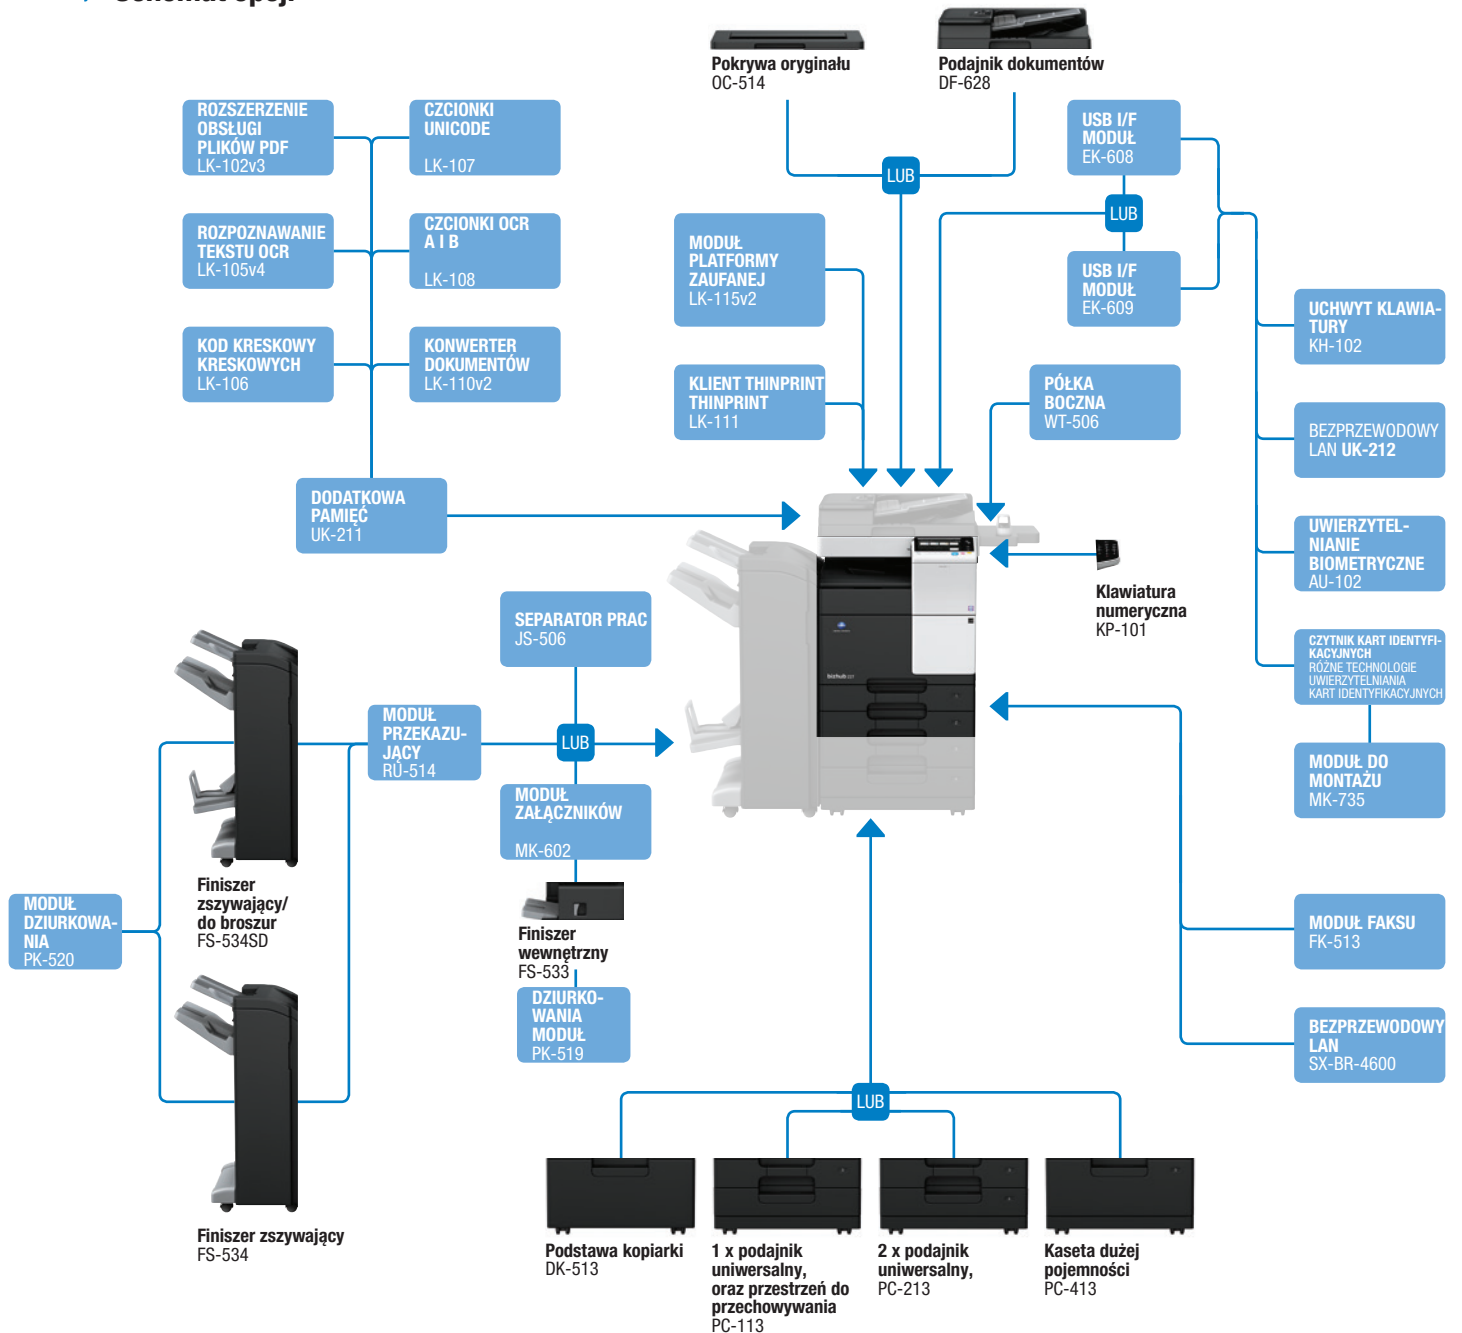 Schemat opcji
Pokrywa oryginału
OC-514
Podajnik dokumentów
DF-628
ROZSZERZENIE
OBSŁUGI
PLIKÓW PDF
LK-102v3
CZCIONKI
UNICODE
LK-107
USB I/F
MODUŁ
EK-608
LUB
LUB
ROZPOZNAWANIE
TEKSTU OCR
LK-105v4
CZCIONKI OCR
A I B
LK-108
MODUŁ
PLATFORMY
ZAUFANEJ
LK-115v2
USB I/F
MODUŁ
EK-609
UCHWYT KLAWIA-
TURY
KH-102
KOD KRESKOWY
KRESKOWYCH
LK-106
KONWERTER
DOKUMENTÓW
LK-110v2
KLIENT THINPRINT
THINPRINT
LK-111
PÓŁKA
BOCZNA
WT-506
BEZPRZEWODOWY
LAN UK-212
DODATKOWA
PAMIĘĆ
UK-211
UWIERZYTEL-
NIANIE
BIOMETRYCZNE
AU-102
Klawiatura
numeryczna
KP-101
SEPARATOR PRAC
JS-506
CZYTNIK KART IDENTYFI-
KACYJNYCH
RÓŻNE TECHNOLOGIE
UWIERZYTELNIANIA
KART IDENTYFIKACYJNYCH
bizhub
MODUŁ
PRZEKAZU-
JĄCY
RU-514
LUB
MODUŁ DO
MONTAŻU
MK-735
MODUŁ
ZAŁĄCZNIKÓW
MK-602
Finiszer
zszywający/
do broszur
FS-534SD
MODUŁ
DZIURKOWA-
NIA
PK-520
Finiszer
wewnętrzny
FS-533
MODUŁ FAKSU
FK-513
DZIURKO-
WANIA
MODUŁ
PK-519
BEZPRZEWODOWY
LAN
SX-BR-4600
LUB
Finiszer zszywający
FS-534
Podstawa kopiarki
DK-513
1 x podajnik
uniwersalny,
oraz przestrzeń do
przechowywania
PC-113
2 x podajnik
uniwersalny,
PC-213
Kaseta dużej
pojemności
PC-413